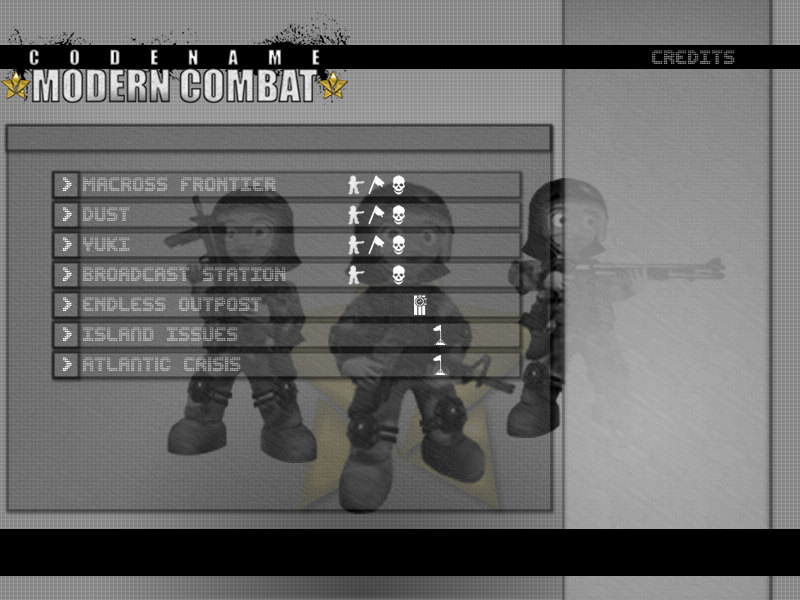 CODENAME
CREDITS
MODERN COMBAT
MACROSS FRONTIER
DUST
YUKI
BROADCAST STATION
ENDLESS OUTPOST
ISLAND ISSUES
ATLANTIC CRISIS